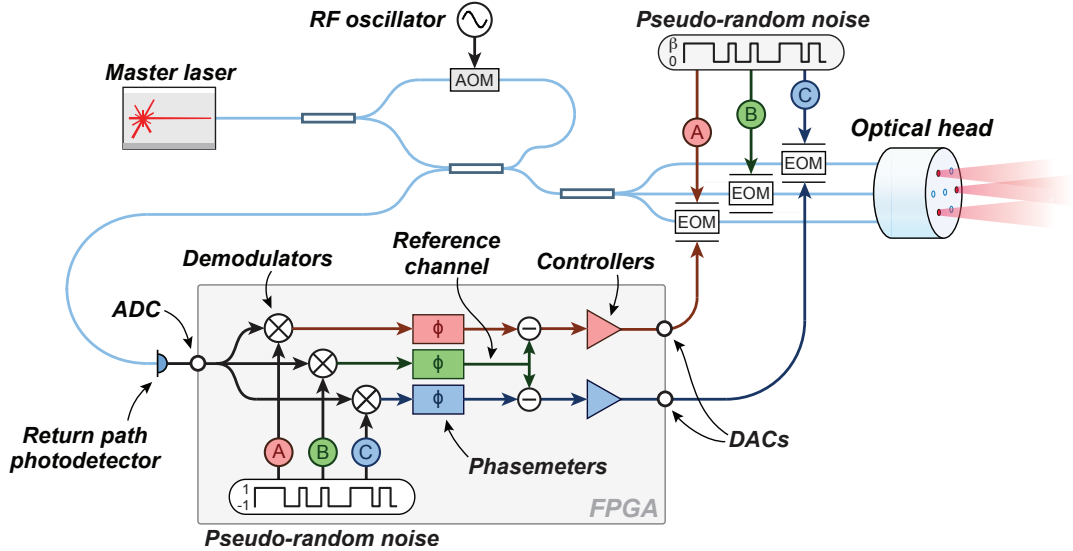 RF oscillator
Pseudo-random noise
β
0
Master laser
AOM
A
B
C
Optical head
EOM
EOM
EOM
Demodulators
Reference
channel
Controllers
ADC
ϕ
ϕ
ϕ
Return path
photodetector
A
B
C
Phasemeters
DACs
1
-1
FPGA
Pseudo-random noise